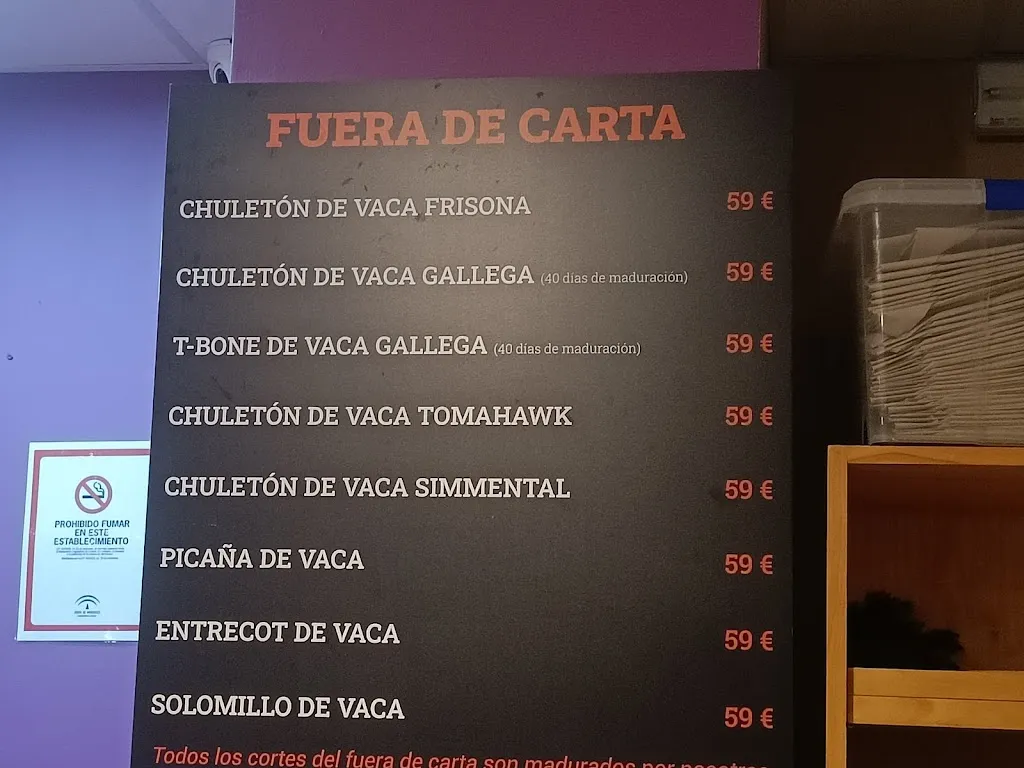 FUERA DE CARTA
CHULETÓN DE VACA FRISONA 59 €
CHULETÓN DE VACA GALLEGA (40 días de maduración) 59 €
T-BONE DE VACA GALLEGA (40 días de maduración) 59 €
CHULETÓN DE VACA TOMAHAWK 59 €
CHULETÓN DE VACA SIMMENTAL 59 €
PICAÑA DE VACA 59 €
ENTRECOT DE VACA 59 €
SOLOMILLO DE VACA 59 €
Todos los cortes del fuera de carta son madurados por nosotros
PROHIBIDO FUMAR
EN ESTE
ESTABLECIMIENTO